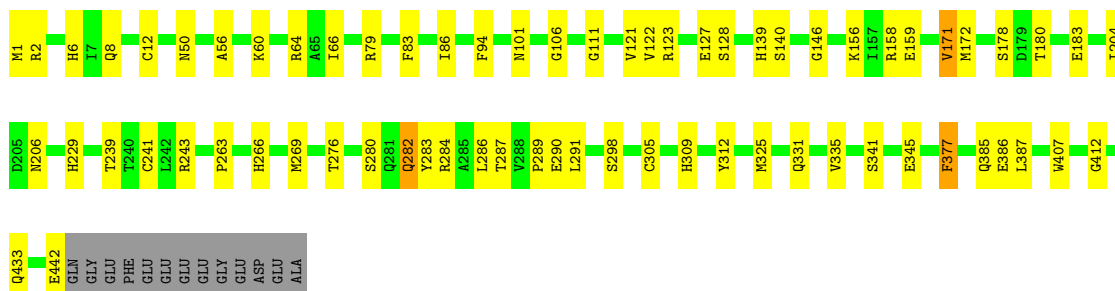 M1 R2 H6 I7 Q8 C12 N50 A56 K60 R64 A65 I66 R79 F83 I86 F94 N101 G106 G111 V121 V122 R123 E127 S128 H139 S140 G146 K156 I157 R158 E159 V171 M172 S178 D179 T180 E183
D205 N206 H229 T239 T240 C241 L242 R243 P263 H266 M269 T276 S280 Q281 Q282 Y283 R284 A285 L286 T287 V288 P289 E290 L291 S298 C305 H309 Y312 M325 Q331 V335 S341 E345 F377 Q385 E386 L387 W407 G412
Q433 E442 GLN GLY GLU PHE GLU GLU GLU GLU GLY GLU ASP GLU ALA